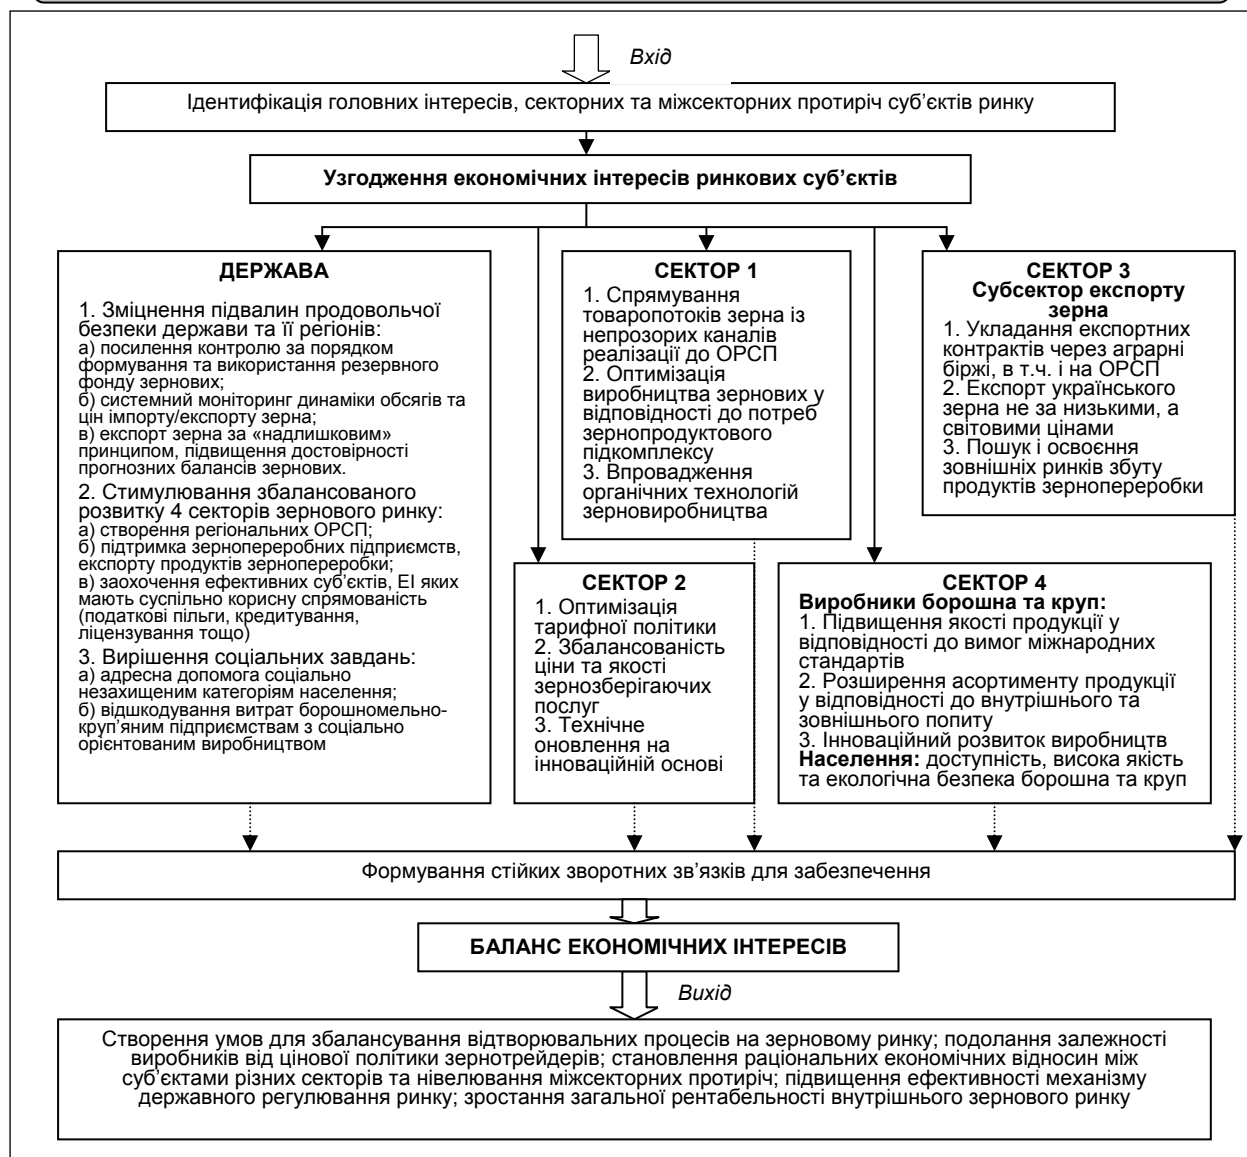 Вхід
Ідентифікація головних інтересів, секторних та міжсекторних протиріч суб’єктів ринку
Узгодження економічних інтересів ринкових суб’єктів
ДЕРЖАВА
1. Зміцнення підвалин продовольчої
безпеки держави та її регіонів:
а) посилення контролю за порядком
формування та використання резервного
фонду зернових;
б) системний моніторинг динаміки обсягів та
цін імпорту/експорту зерна;
в) експорт зерна за «надлишковим»
принципом, підвищення достовірності
прогнозних балансів зернових.
2. Стимулювання збалансованого
розвитку 4 секторів зернового ринку:
а) створення регіональних ОРСП;
б) підтримка зернопереробних підприємств,
експорту продуктів зернопереробки;
в) заохочення ефективних суб’єктів, ЕІ яких
мають суспільно корисну спрямованість
(податкові пільги, кредитування,
ліцензування тощо)
3. Вирішення соціальних завдань:
а) адресна допомога соціально
незахищеним категоріям населення;
б) відшкодування витрат борошномельно-
круп’яним підприємствам з соціально
орієнтованим виробництвом
СЕКТОР 1
1. Спрямування
товаропотоків зерна із
непрозорих каналів
реалізації до ОРСП
2. Оптимізація
виробництва зернових у
відповідності до потреб
зернопродуктового
підкомплексу
3. Впровадження
органічних технологій
зерновиробництва
СЕКТОР 3
Субсектор експорту
зерна
1. Укладання експортних
контрактів через аграрні
біржі, в т.ч. і на ОРСП
2. Експорт українського
зерна не за низькими, а
світовими цінами
3. Пошук і освоєння
зовнішніх ринків збуту
продуктів зернопереробки
СЕКТОР 2
1. Оптимізація
тарифної політики
2. Збалансованість
ціни та якості
зернозберігаючих
послуг
3. Технічне
оновлення на
інноваційній основі
СЕКТОР 4
Виробники борошна та круп:
1. Підвищення якості продукції у
відповідності до вимог міжнародних
стандартів
2. Розширення асортименту продукції
у відповідності до внутрішнього та
зовнішнього попиту
3. Інноваційний розвиток виробництв
Населення: доступність, висока якість
та екологічна безпека борошна та круп
Формування стійких зворотних зв’язків для забезпечення
БАЛАНС ЕКОНОМІЧНИХ ІНТЕРЕСІВ
Вихід
Створення умов для збалансування відтворювальних процесів на зерновому ринку; подолання залежності
виробників від цінової політики зернотрейдерів; становлення раціональних економічних відносин між
суб’єктами різних секторів та нівелювання міжсекторних протиріч; підвищення ефективності механізму
державного регулювання ринку; зростання загальної рентабельності внутрішнього зернового ринку